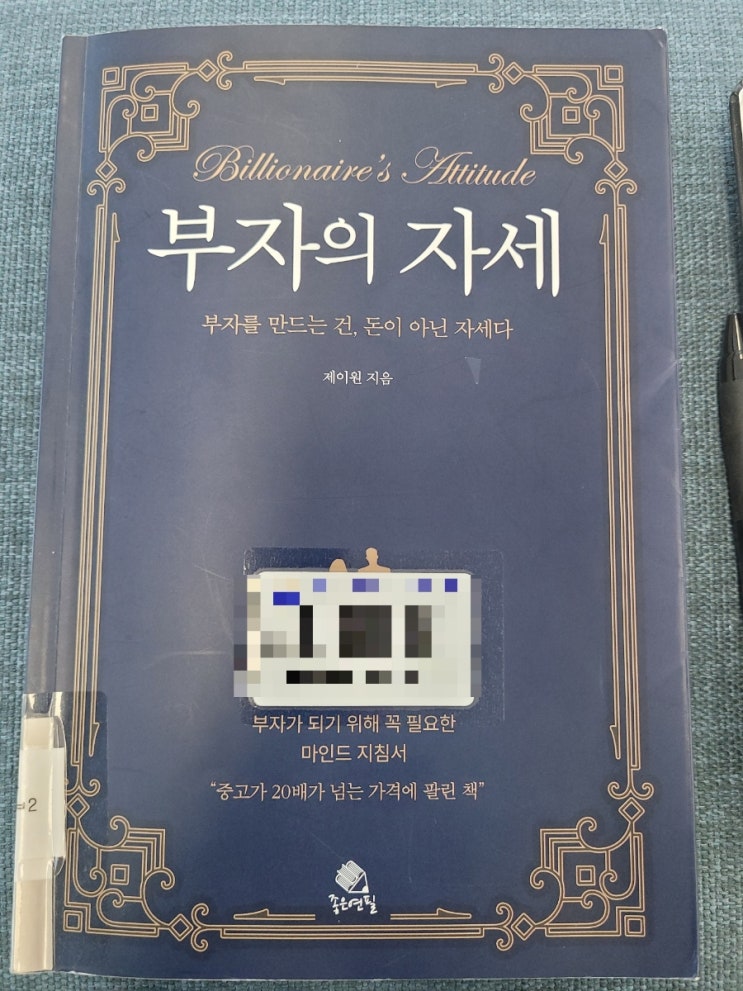 Billionaire's Attitude
부자의 자세
부자를 만드는 건, 돈이 아닌 자세다
제이원 지음
부자가 되기 위해 꼭 필요한
마인드 지침서
“중고가 20배가 넘는 가격에 팔린 책”
2
좋은연필